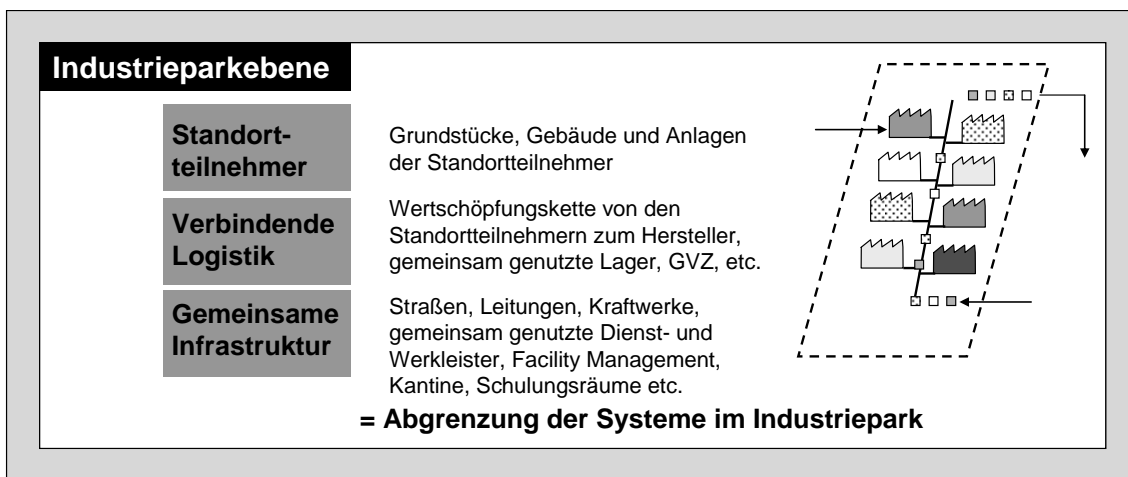 Industrieparkebene
Standort-
teilnehmer
Grundstücke, Gebäude und Anlagen
der Standortteilnehmer
Verbindende
Logistik
Wertschöpfungskette von den
Standortteilnehmern zum Hersteller,
gemeinsam genutzte Lager, GVZ, etc.
Gemeinsame
Infrastruktur
Straßen, Leitungen, Kraftwerke,
gemeinsam genutzte Dienst- und
Werkleister, Facility Management,
Kantine, Schulungsräume etc.
= Abgrenzung der Systeme im Industriepark